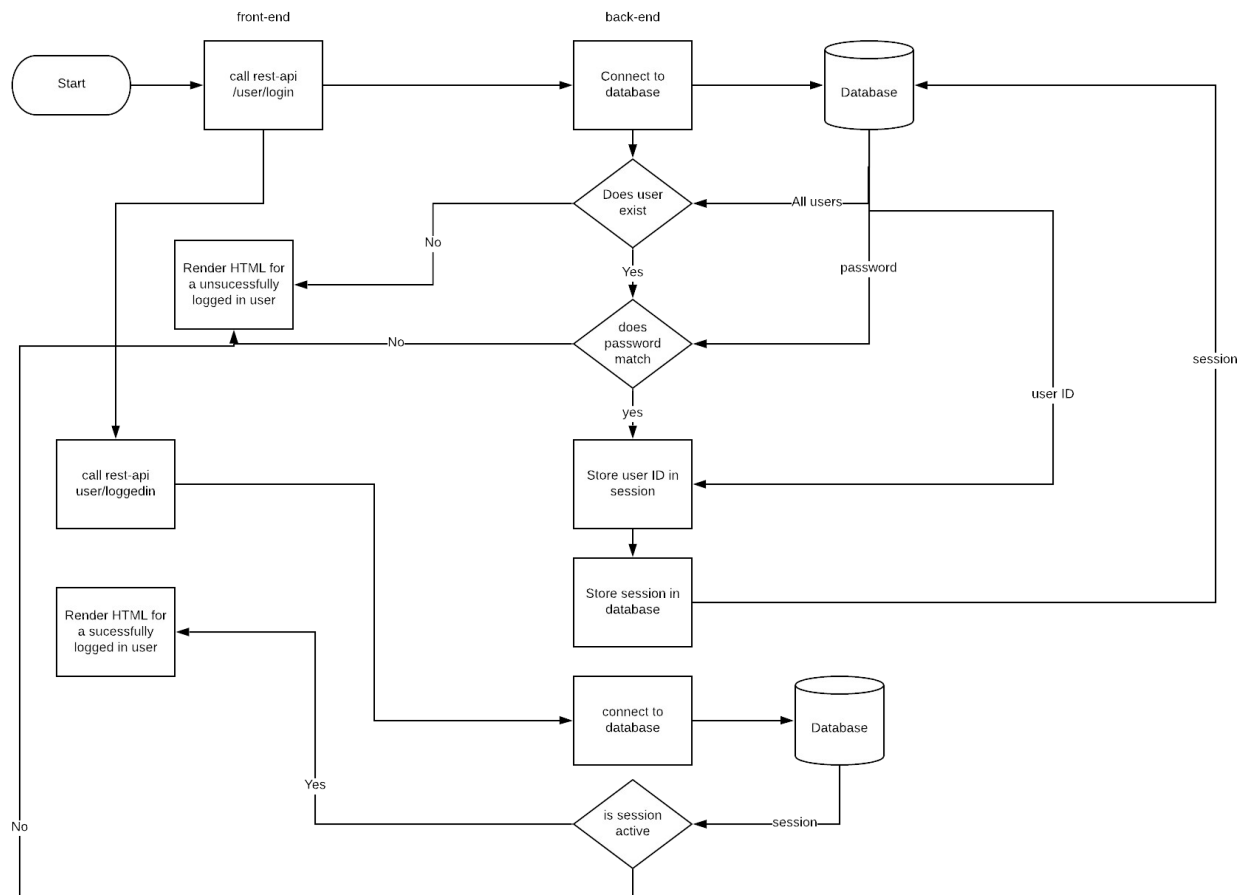 front-end
back-end
Start
call rest-api
/user/login
Connect to
database
Database
Does user
exist
All users
No
Render HTML for
a unsucessfully
logged in user
Yes
password
does
password
match
No
session
user ID
yes
call rest-api
user/loggedin
Store user ID in
session
Render HTML for
a sucessfully
logged in user
Store session in
database
connect to
database
Database
Yes
is session
active
session
No